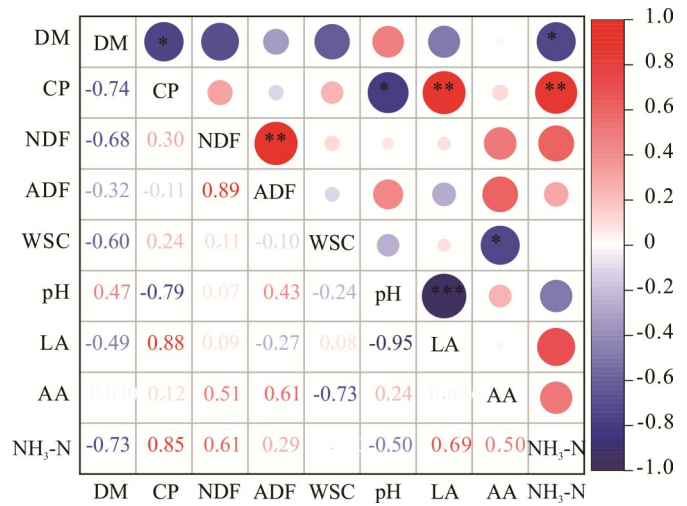 DM DM * * 1.0
CP -0.74 CP * ** ** 0.8
NDF -0.68 0.30 NDF ** 0.6
ADF -0.32 -0.11 0.89 ADF 0.4
WSC -0.60 0.24 0.11 -0.10 WSC * 0.2
0
pH 0.47 -0.79 0.07 0.43 -0.24 pH *** -0.2
LA -0.49 0.88 0.09 -0.27 0.08 -0.95 LA -0.4
AA 0.12 0.51 0.61 -0.73 0.24 AA -0.6
NH₃-N -0.73 0.85 0.61 0.29 -0.50 0.69 0.50 NH₃-N -0.8
-1.0
DM CP NDF ADF WSC pH LA AA NH₃-N